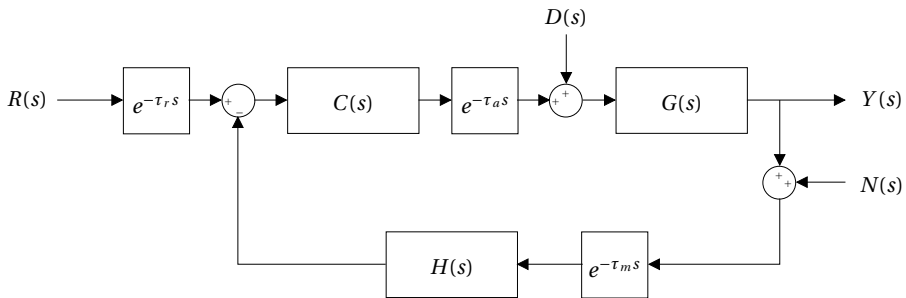 D(s)
R(s)
e^{-τ_r s}
+
−
C(s)
e^{-τ_a s}
+
+
G(s)
Y(s)
+
+
N(s)
H(s)
e^{-τ_m s}